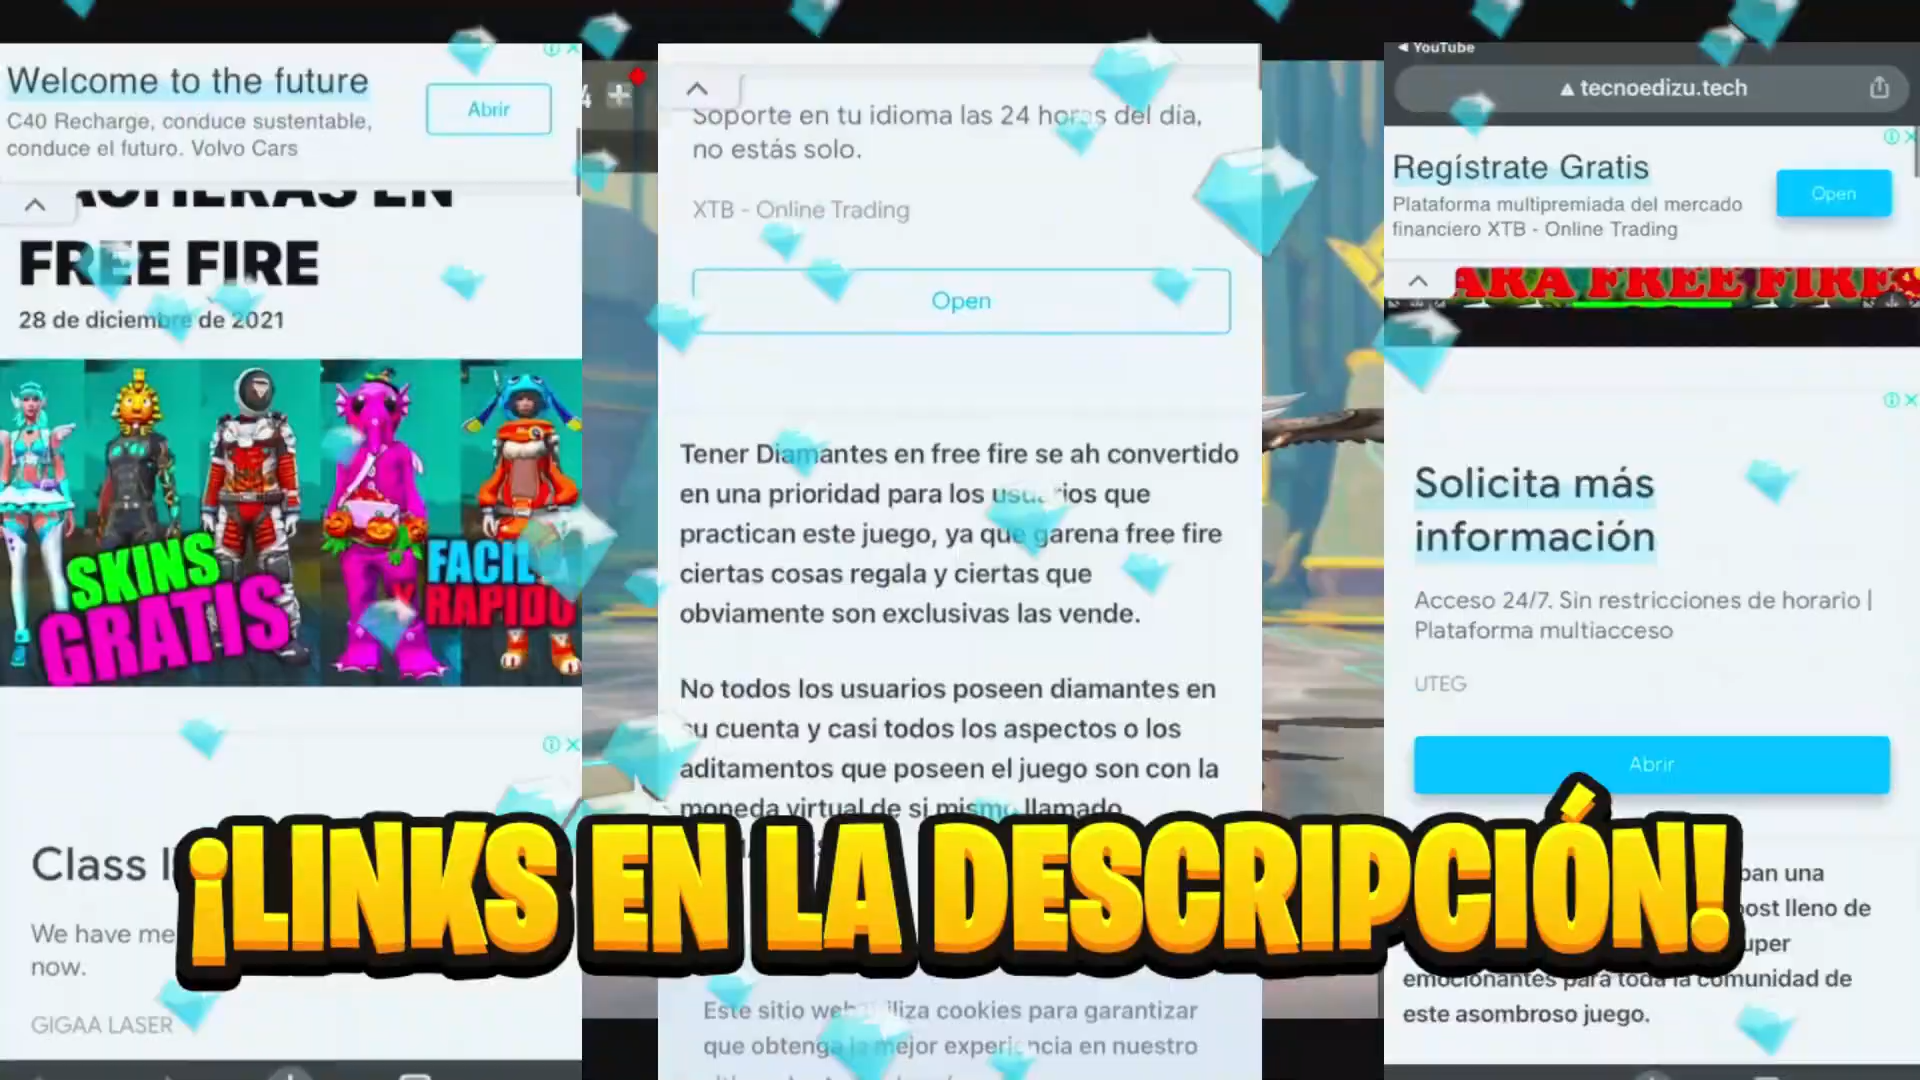 Welcome to the future
C40 Recharge, conduce sustentable,
conduce el futuro. Volvo Cars
Abrir
EN
FREE FIRE
28 de diciembre de 2021
SKINS
GRATIS
FACIL
Y RAPIDO
Class
We have me
now.
GIGAA LASER
4
Soporte en tu idioma las 24 horas del día,
no estás solo.
XTB - Online Trading
Open
Tener Diamantes en free fire se ah convertido
en una prioridad para los usuarios que
practican este juego, ya que garena free fire
ciertas cosas regala y ciertas que
obviamente son exclusivas las vende.
No todos los usuarios poseen diamantes en
su cuenta y casi todos los aspectos o los
aditamentos que poseen el juego son con la
moneda virtual de si mismo llamado
Este sitio web utiliza cookies para garantizar
que obtenga la mejor experiencia en nuestro
YouTube
tecnoedizu.tech
Regístrate Gratis
Plataforma multipremiada del mercado
financiero XTB - Online Trading
Open
ARA FREE FIRE
Solicita más
información
Acceso 24/7. Sin restricciones de horario |
Plataforma multiacceso
UTEG
Abrir
ban una
post lleno de
uper
emocionantes para toda la comunidad de
este asombroso juego.
¡LINKS EN LA DESCRIPCIÓN!